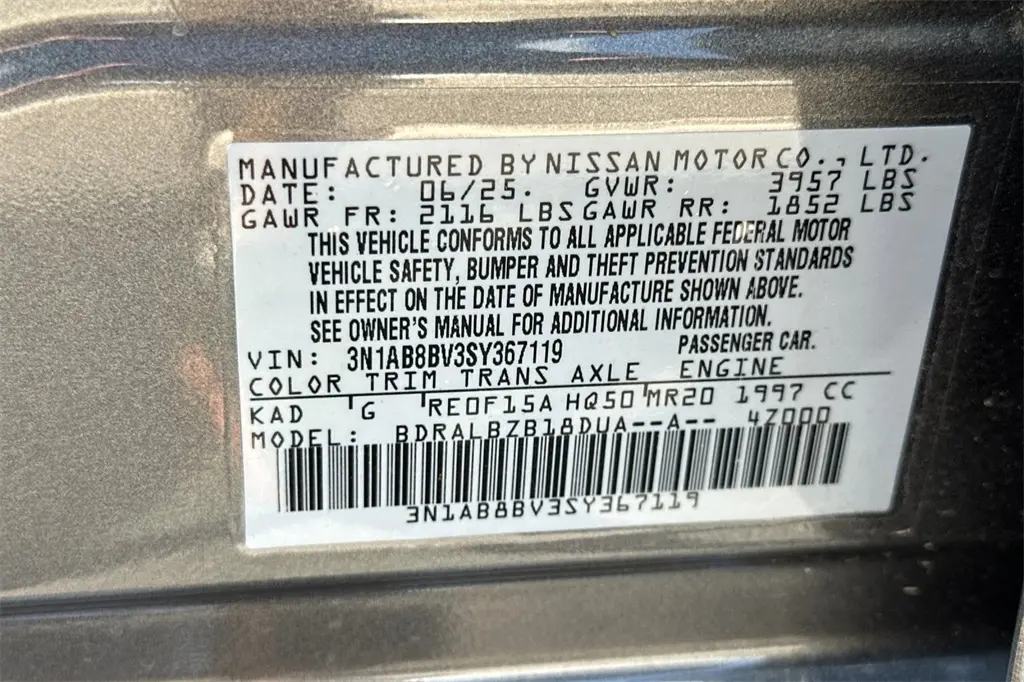 MANUFACTURED BY NISSAN MOTOR CO., LTD.
DATE: 06/25. GVWR: 3957 LBS
GAWR FR: 2116 LBS GAWR RR: 1852 LBS
THIS VEHICLE CONFORMS TO ALL APPLICABLE FEDERAL MOTOR
VEHICLE SAFETY, BUMPER AND THEFT PREVENTION STANDARDS
IN EFFECT ON THE DATE OF MANUFACTURE SHOWN ABOVE.
SEE OWNER'S MANUAL FOR ADDITIONAL INFORMATION.
VIN: 3N1AB8BV3SY367119 PASSENGER CAR.
COLOR TRIM TRANS AXLE ENGINE
KAD G RE0F15A HQ50 MR20 1997 CC
MODEL: BDRALBZB18DUA--A-- 4Z000
3N1AB8BV3SY367119